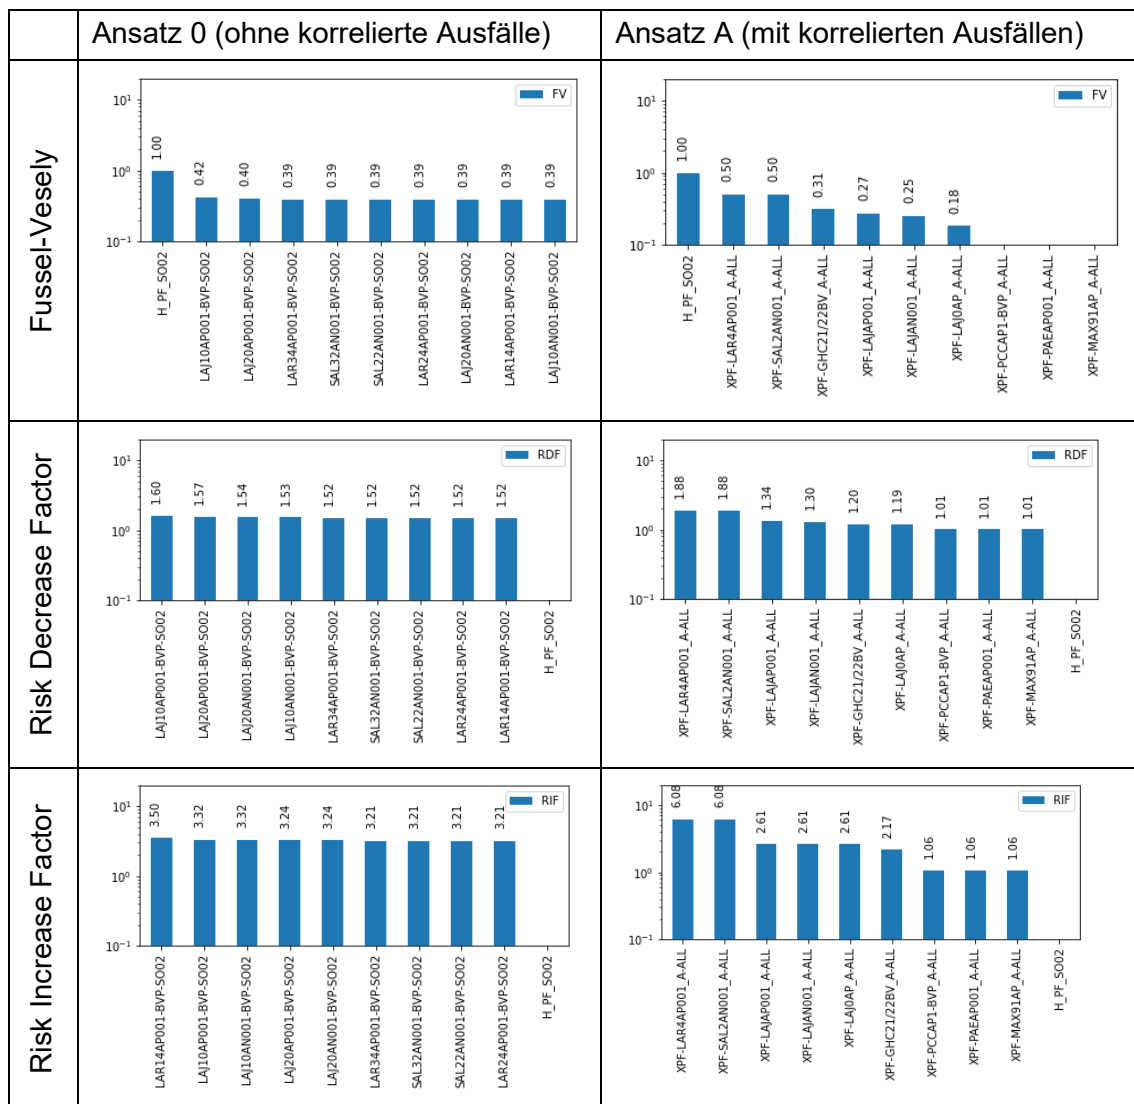 Ansatz 0 (ohne korrelierte Ausfälle)
Ansatz A (mit korrelierten Ausfällen)
Fussel-Vesely
FV
10¹
10⁰
10⁻¹
1.00
0.42
0.40
0.39
0.39
0.39
0.39
0.39
0.39
0.39
H_PF_SO02
LAJ10AP001-BVP-SO02
LAJ20AP001-BVP-SO02
LAR34AP001-BVP-SO02
SAL32AN001-BVP-SO02
SAL22AN001-BVP-SO02
LAR24AP001-BVP-SO02
LAJ20AN001-BVP-SO02
LAR14AP001-BVP-SO02
LAJ10AN001-BVP-SO02
FV
10¹
10⁰
10⁻¹
1.00
0.50
0.50
0.31
0.27
0.25
0.18
H_PF_SO02
XPF-LAR4AP001_A-ALL
XPF-SAL2AN001_A-ALL
XPF-GHC21/22BV_A-ALL
XPF-LAJAP001_A-ALL
XPF-LAJAN001_A-ALL
XPF-LAJ0AP_A-ALL
XPF-PCCAP1-BVP_A-ALL
XPF-PAEAP001_A-ALL
XPF-MAX91AP_A-ALL
Risk Decrease Factor
RDF
10¹
10⁰
10⁻¹
1.60
1.57
1.54
1.53
1.52
1.52
1.52
1.52
1.52
LAJ10AP001-BVP-SO02
LAJ20AP001-BVP-SO02
LAJ20AN001-BVP-SO02
LAJ10AN001-BVP-SO02
LAR34AP001-BVP-SO02
SAL32AN001-BVP-SO02
SAL22AN001-BVP-SO02
LAR24AP001-BVP-SO02
LAR14AP001-BVP-SO02
H_PF_SO02
RDF
10¹
10⁰
10⁻¹
1.88
1.88
1.34
1.30
1.20
1.19
1.01
1.01
1.01
XPF-LAR4AP001_A-ALL
XPF-SAL2AN001_A-ALL
XPF-LAJAP001_A-ALL
XPF-LAJAN001_A-ALL
XPF-GHC21/22BV_A-ALL
XPF-LAJ0AP_A-ALL
XPF-PCCAP1-BVP_A-ALL
XPF-PAEAP001_A-ALL
XPF-MAX91AP_A-ALL
H_PF_SO02
Risk Increase Factor
RIF
10¹
10⁰
10⁻¹
3.50
3.32
3.32
3.24
3.24
3.21
3.21
3.21
3.21
LAR14AP001-BVP-SO02
LAJ10AP001-BVP-SO02
LAJ10AN001-BVP-SO02
LAJ20AP001-BVP-SO02
LAJ20AN001-BVP-SO02
LAR34AP001-BVP-SO02
SAL32AN001-BVP-SO02
SAL22AN001-BVP-SO02
LAR24AP001-BVP-SO02
H_PF_SO02
RIF
10¹
10⁰
10⁻¹
6.08
6.08
2.61
2.61
2.61
2.17
1.06
1.06
1.06
XPF-LAR4AP001_A-ALL
XPF-SAL2AN001_A-ALL
XPF-LAJAP001_A-ALL
XPF-LAJAN001_A-ALL
XPF-LAJ0AP_A-ALL
XPF-GHC21/22BV_A-ALL
XPF-PCCAP1-BVP_A-ALL
XPF-PAEAP001_A-ALL
XPF-MAX91AP_A-ALL
H_PF_SO02